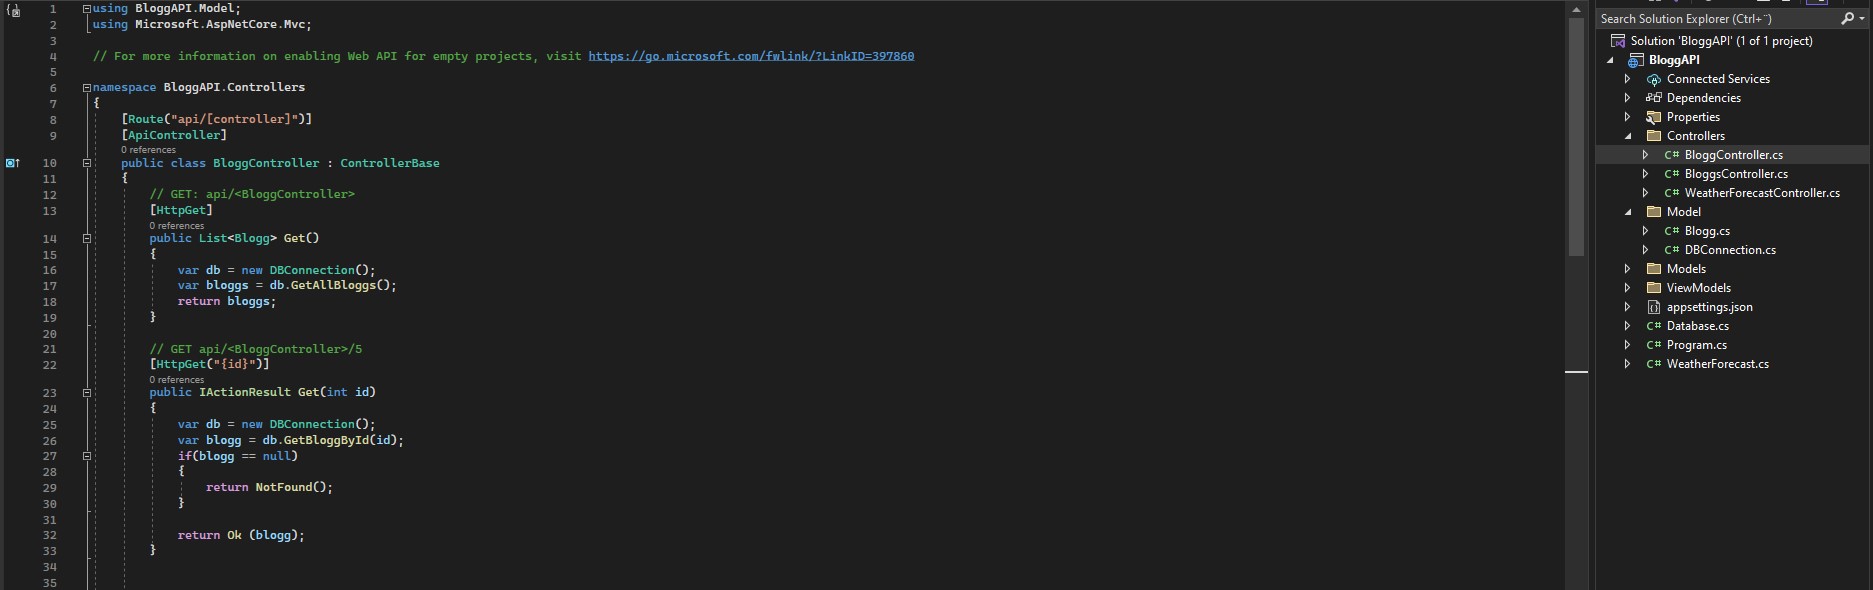 1 using BloggAPI.Model;
2 using Microsoft.AspNetCore.Mvc;
3
4 // For more information on enabling Web API for empty projects, visit https://go.microsoft.com/fwlink/?LinkID=397860
5
6 namespace BloggAPI.Controllers
7 {
8 [Route("api/[controller]")]
9 [ApiController]
0 references
10 public class BloggController : ControllerBase
11 {
12 // GET: api/<BloggController>
13 [HttpGet]
0 references
14 public List<Blogg> Get()
15 {
16 var db = new DBConnection();
17 var bloggs = db.GetAllBloggs();
18 return bloggs;
19 }
20
21 // GET api/<BloggController>/5
22 [HttpGet("{id}")]
0 references
23 public IActionResult Get(int id)
24 {
25 var db = new DBConnection();
26 var blogg = db.GetBloggById(id);
27 if(blogg == null)
28 {
29 return NotFound();
30 }
31
32 return Ok (blogg);
33 }
34
35
Search Solution Explorer (Ctrl+¨)
Solution 'BloggAPI' (1 of 1 project)
BloggAPI
Connected Services
Dependencies
Properties
Controllers
C# BloggController.cs
C# BloggsController.cs
C# WeatherForecastController.cs
Model
C# Blogg.cs
C# DBConnection.cs
Models
ViewModels
appsettings.json
C# Database.cs
C# Program.cs
C# WeatherForecast.cs